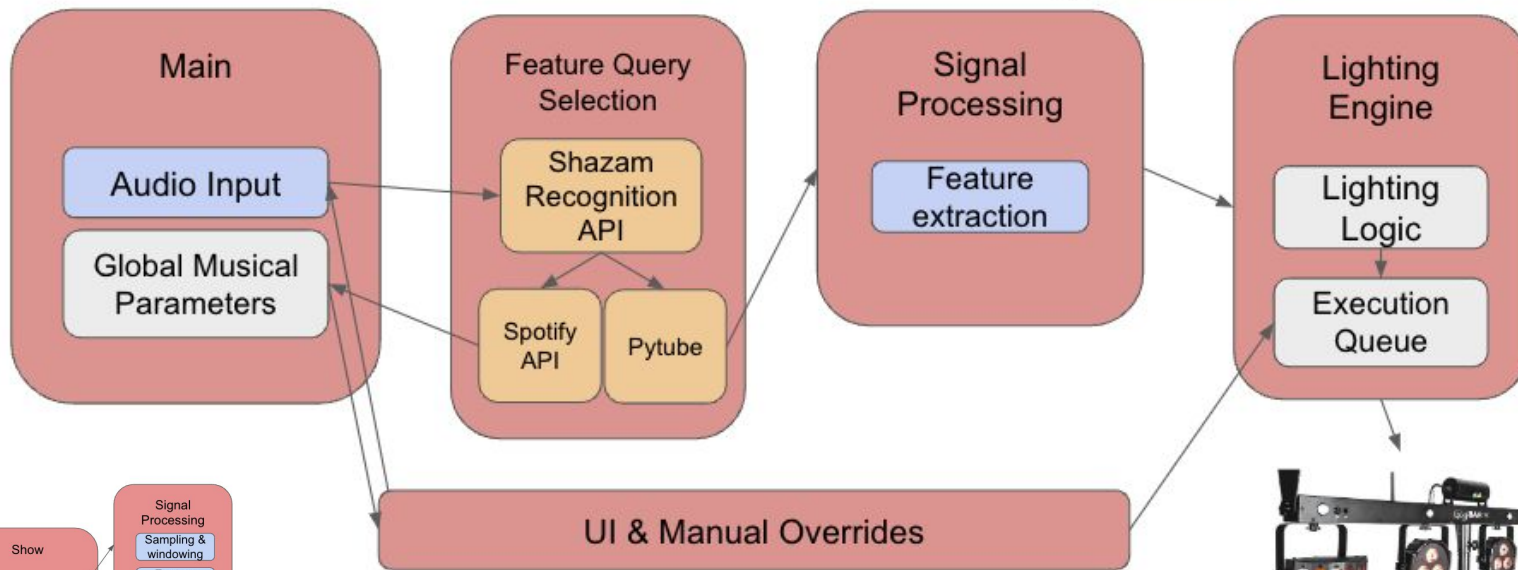 Main
Audio Input
Global Musical
Parameters
Feature Query
Selection
Shazam
Recognition
API
Spotify
API
Pytube
Signal
Processing
Feature
extraction
Lighting
Engine
Lighting
Logic
Execution
Queue
UI & Manual Overrides
Show
Signal
Processing
Sampling &
windowing